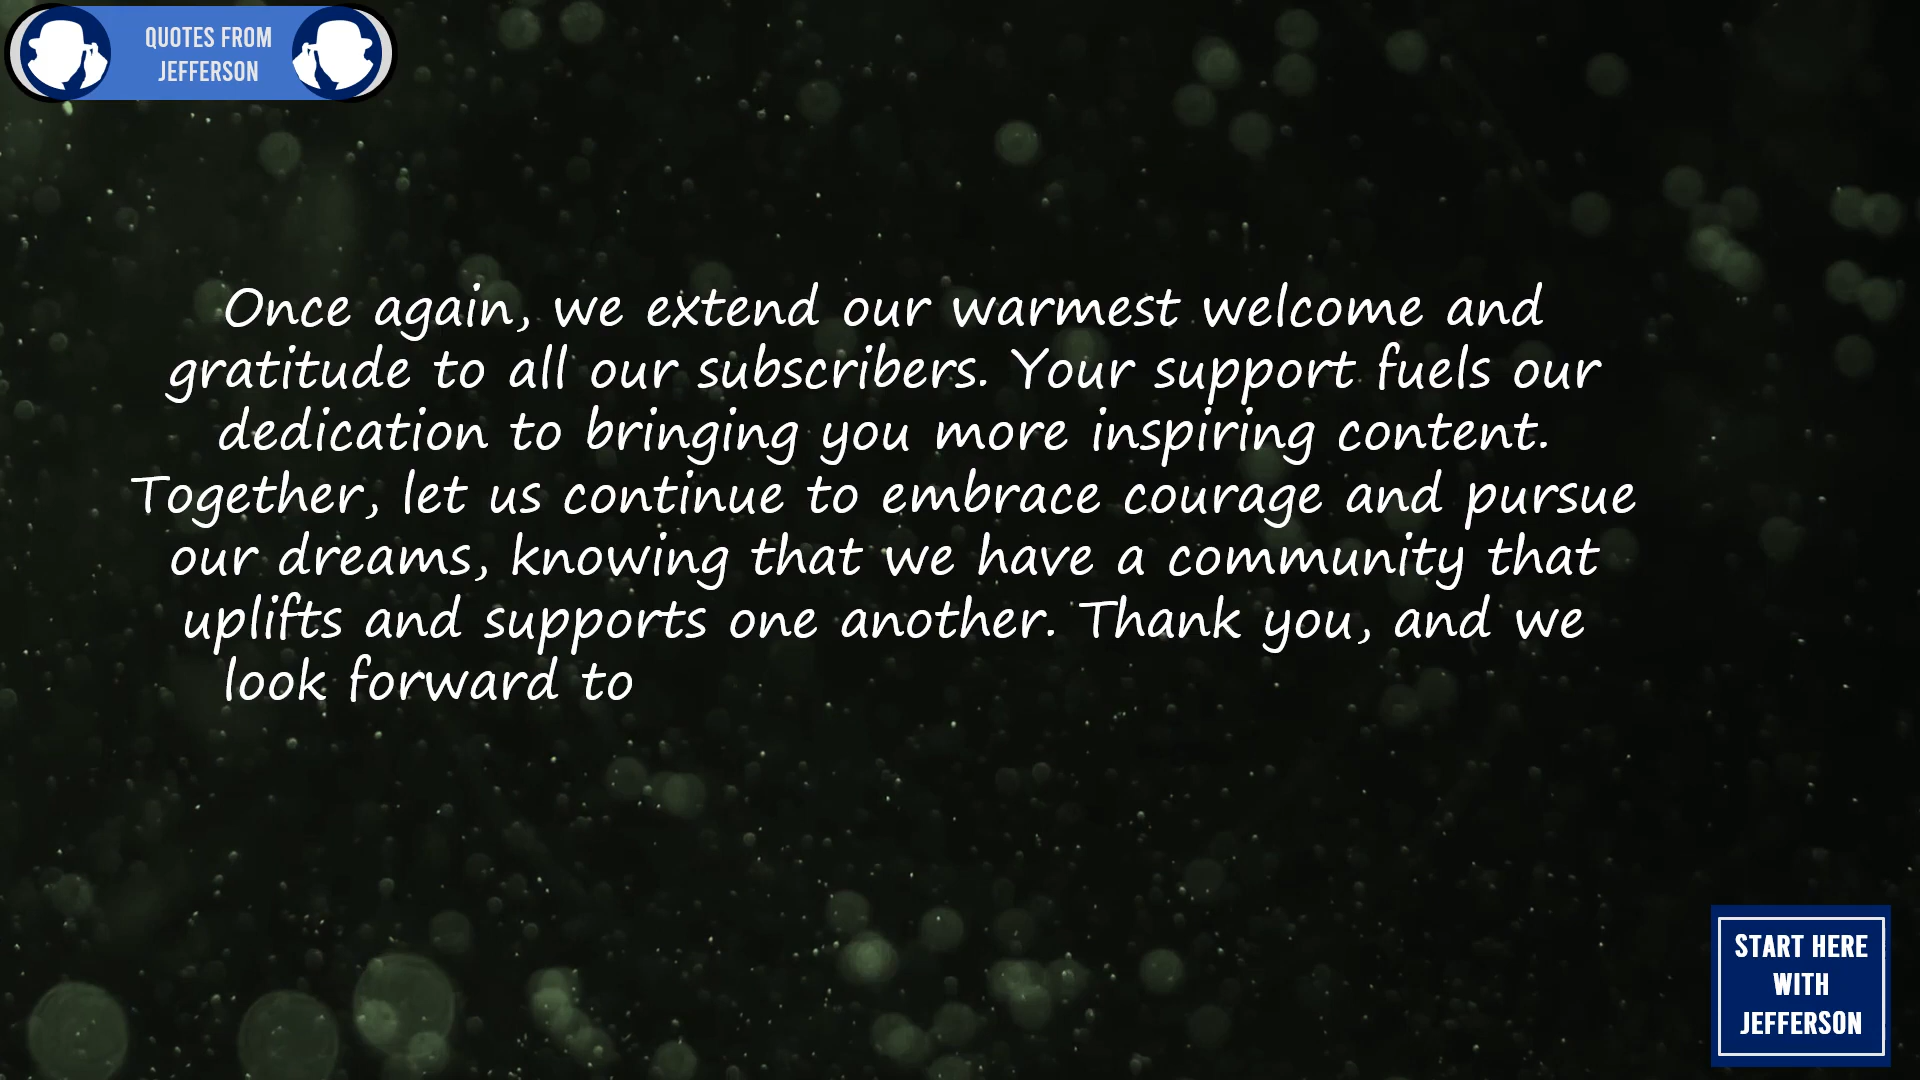 QUOTES FROM
JEFFERSON
Once again, we extend our warmest welcome and
gratitude to all our subscribers. Your support fuels our
dedication to bringing you more inspiring content.
Together, let us continue to embrace courage and pursue
our dreams, knowing that we have a community that
uplifts and supports one another. Thank you, and we
look forward to
START HERE
WITH
JEFFERSON